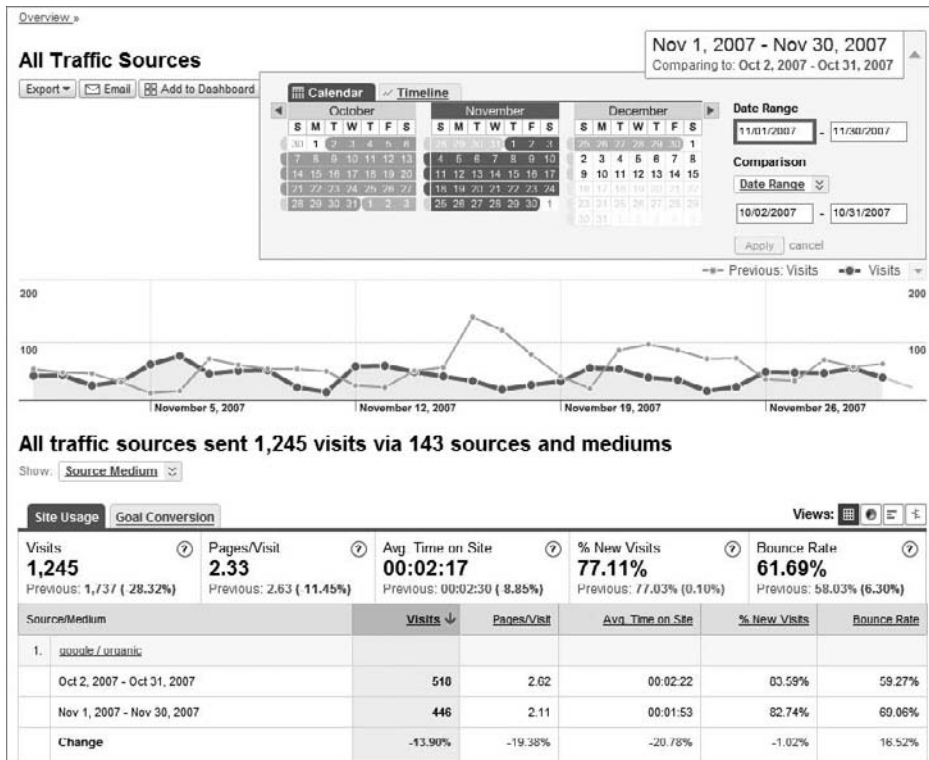 Overview »
All Traffic Sources
Nov 1, 2007 - Nov 30, 2007
Comparing to: Oct 2, 2007 - Oct 31, 2007
Export Email Add to Dashboard
Calendar Timeline
October November December
S M T W T F S S M T W T F S S M T W T F S
30 1 2 3 4 5 6 28 29 30 31 1 2 3 25 26 27 28 29 30 1
7 8 9 10 11 12 13 4 5 6 7 8 9 10 2 3 4 5 6 7 8
14 15 16 17 18 19 20 11 12 13 14 15 16 17 9 10 11 12 13 14 15
21 22 23 24 25 26 27 18 19 20 21 22 23 24 16 17 18 19 20 21 22
28 29 30 31 1 2 3 25 26 27 28 29 30 1 23 24 25 26 27 28 29
30 31
Date Range
11/01/2007 - 11/30/2007
Comparison
Date Range
10/02/2007 - 10/31/2007
Apply cancel
Previous: Visits Visits
200 200
100 100
November 5, 2007 November 12, 2007 November 19, 2007 November 26, 2007
All traffic sources sent 1,245 visits via 143 sources and mediums
Show: Source Medium
Site Usage Goal Conversion Views:
Visits Pages/Visit Avg. Time on Site % New Visits Bounce Rate
1,245 2.33 00:02:17 77.11% 61.69%
Previous: 1,737 (-28.32%) Previous: 2.63 (-11.45%) Previous: 00:02:30 (-8.85%) Previous: 77.03% (0.10%) Previous: 58.03% (6.30%)
Source/Medium Visits Pages/Visit Avg. Time on Site % New Visits Bounce Rate
1. google / organic
Oct 2, 2007 - Oct 31, 2007 518 2.62 00:02:22 83.59% 59.27%
Nov 1, 2007 - Nov 30, 2007 446 2.11 00:01:53 82.74% 69.06%
Change -13.90% -19.38% -20.78% -1.02% 16.52%